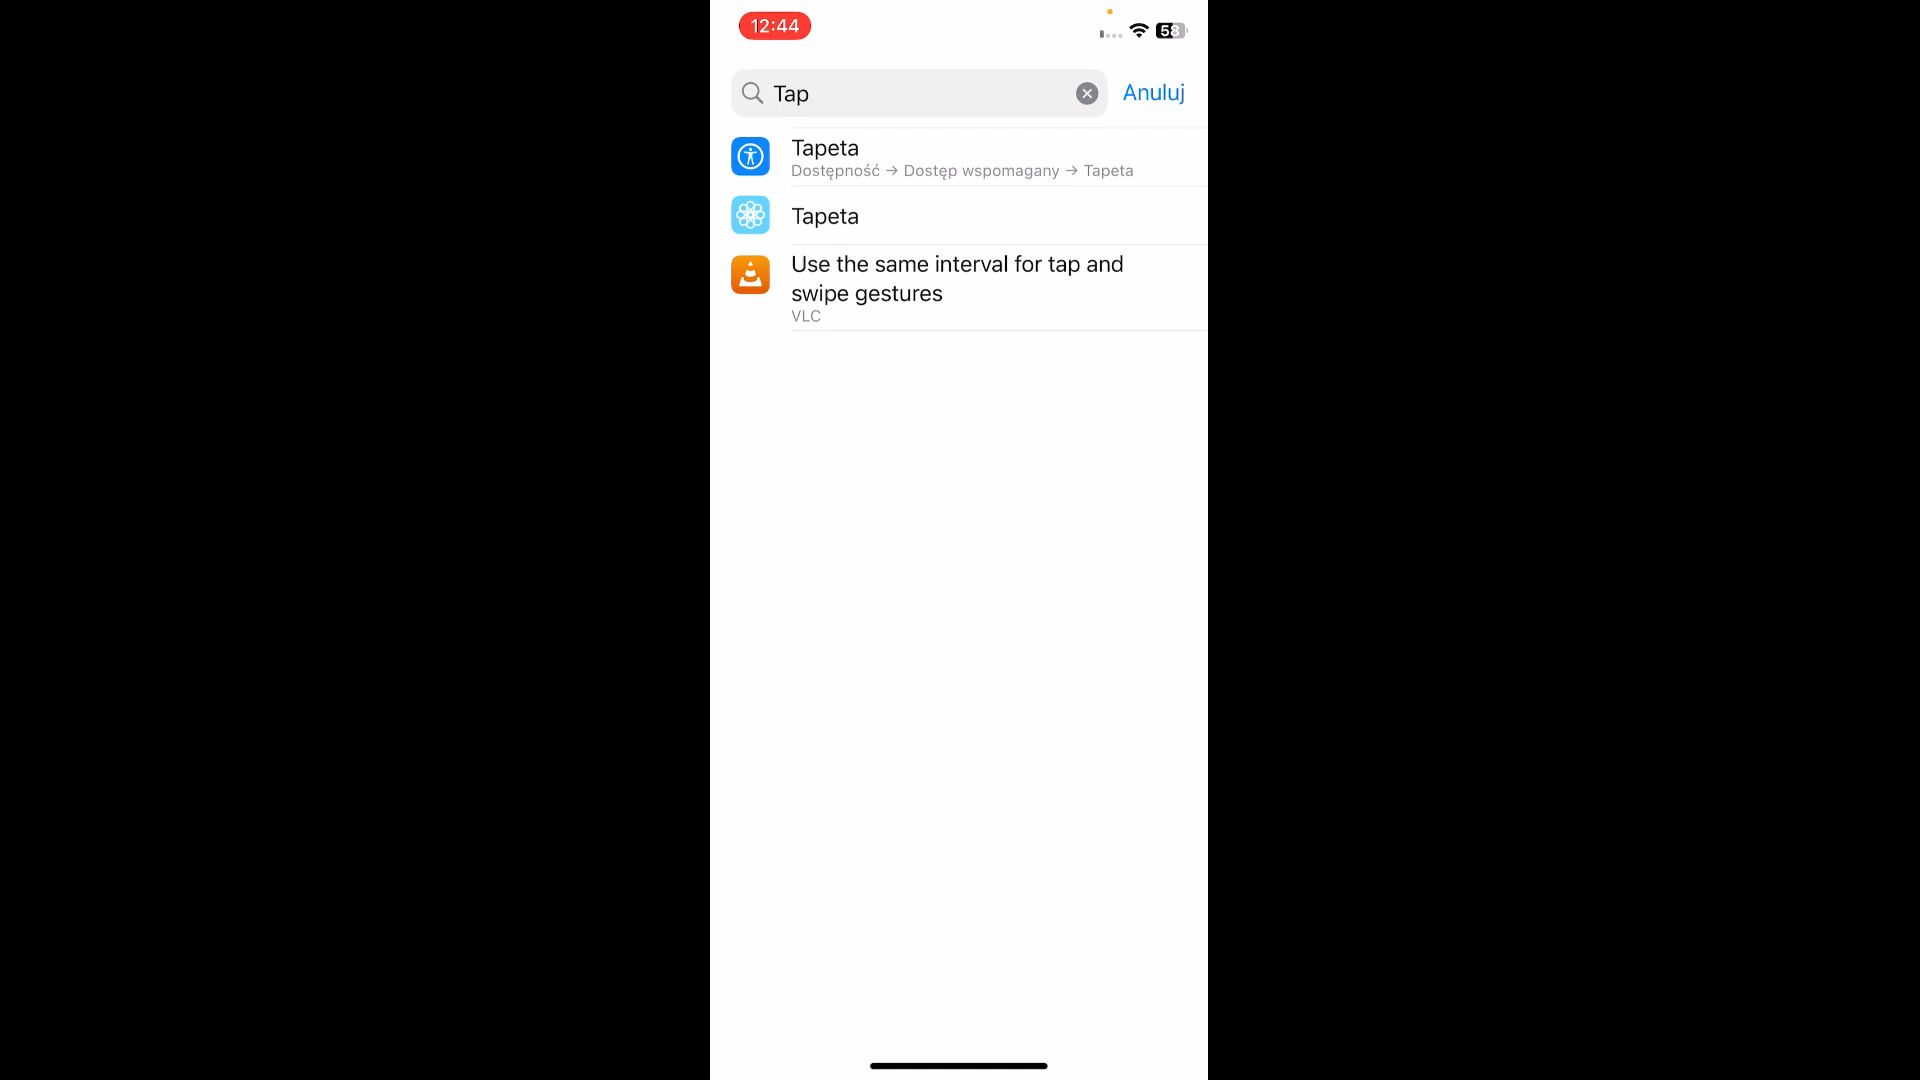 12:44
58
Tap
Anuluj
Tapeta
Dostępność → Dostęp wspomagany → Tapeta
Tapeta
Use the same interval for tap and
swipe gestures
VLC